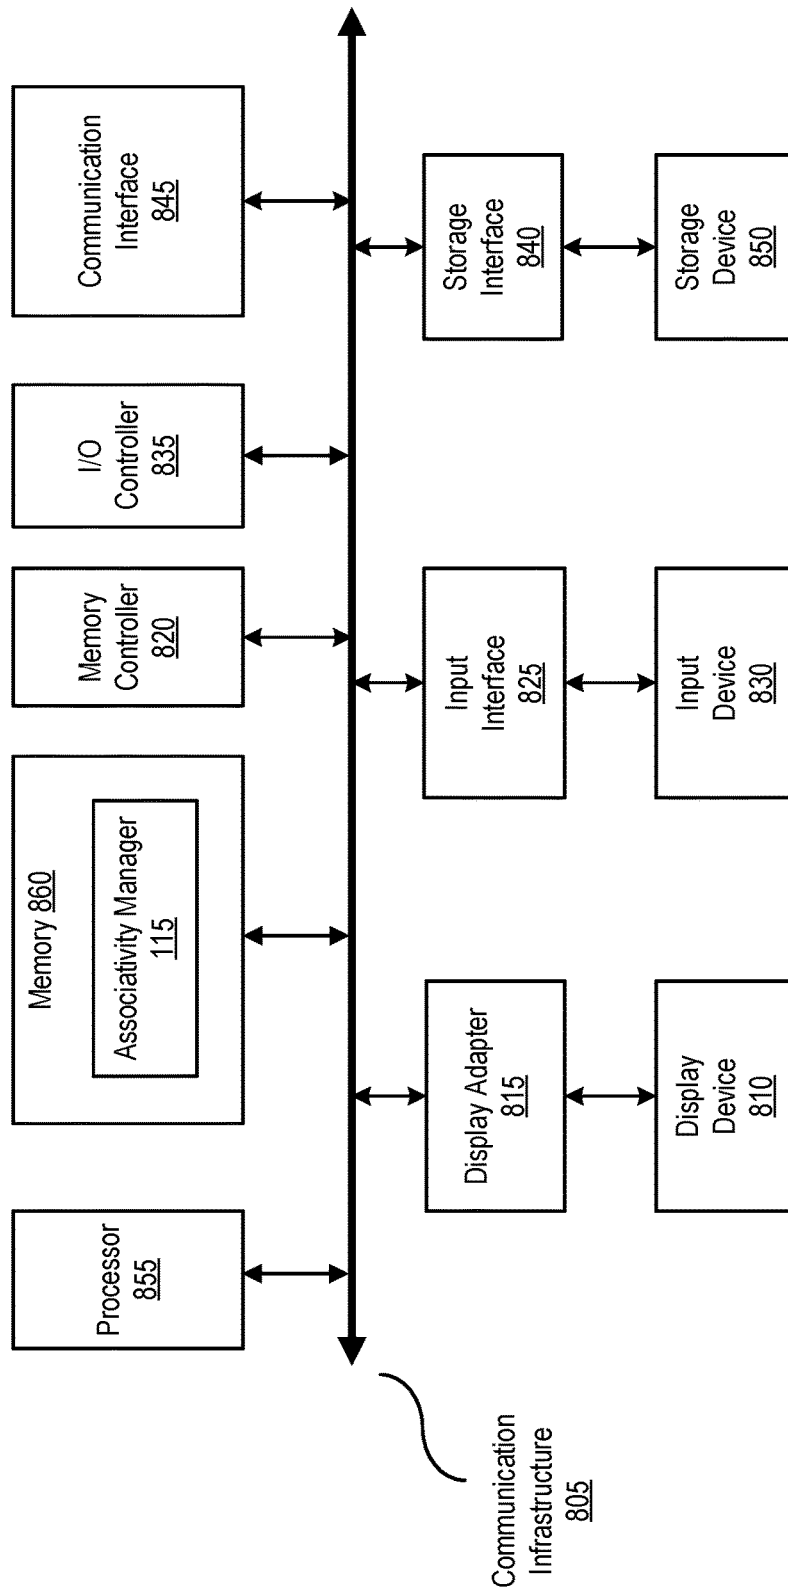 Processor
855
Memory 860
Associativity Manager
115
Memory
Controller
820
I/O
Controller
835
Communication
Interface
845
Communication
Infrastructure
805
Display Adapter
815
Input
Interface
825
Storage
Interface
840
Display
Device
810
Input
Device
830
Storage
Device
850